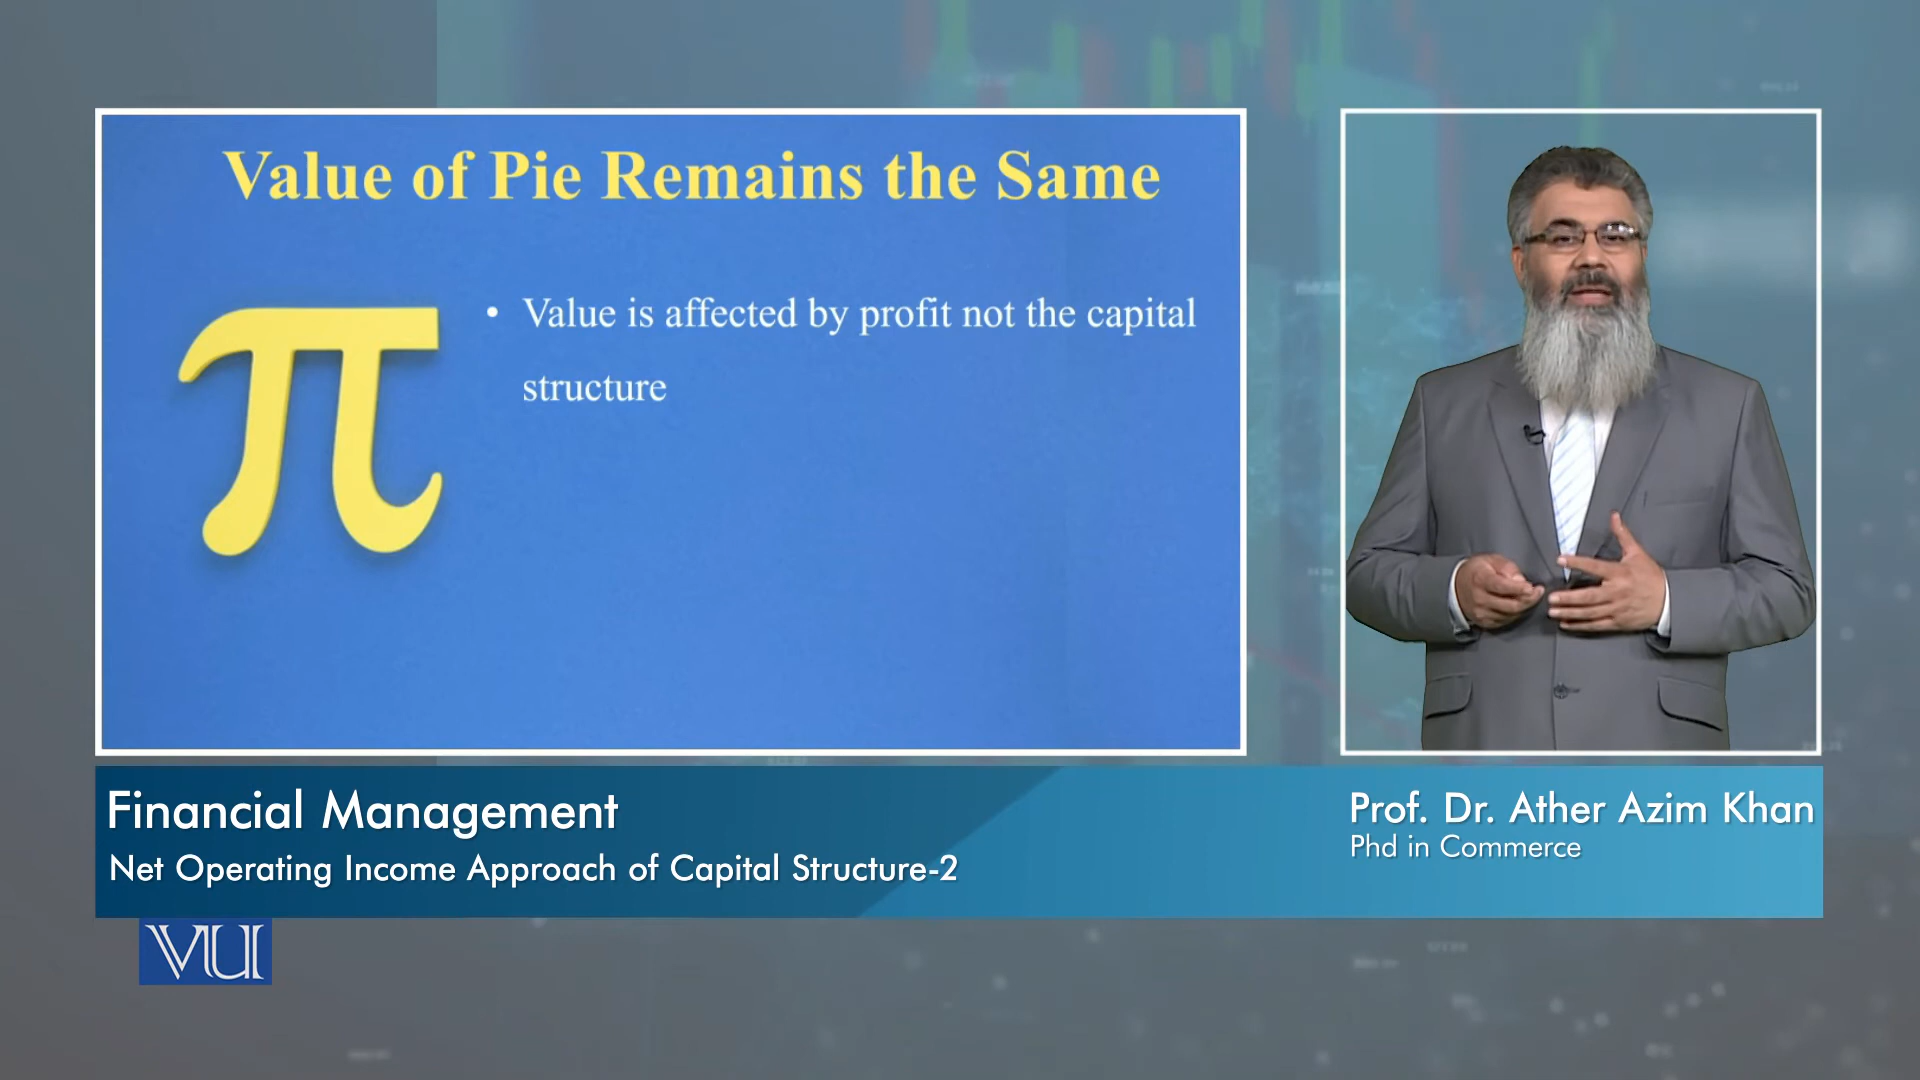 Value of Pie Remains the Same
π
• Value is affected by profit not the capital
structure
Financial Management
Net Operating Income Approach of Capital Structure-2
Prof. Dr. Ather Azim Khan
Phd in Commerce
VU